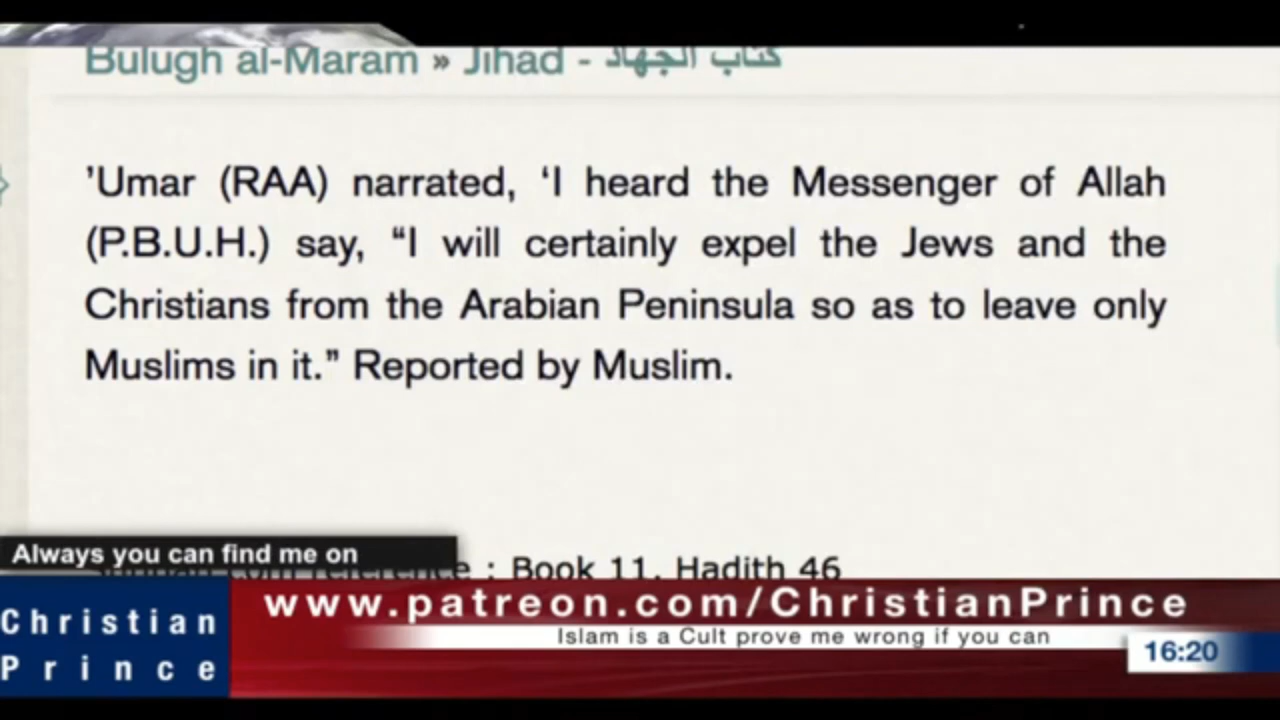 Bulugh al-Maram » Jihad - كتاب الجهاد
’Umar (RAA) narrated, ‘I heard the Messenger of Allah
(P.B.U.H.) say, “I will certainly expel the Jews and the
Christians from the Arabian Peninsula so as to leave only
Muslims in it.” Reported by Muslim.
Always you can find me on
reference : Book 11, Hadith 46
www.patreon.com/ChristianPrince
Christian
Prince
Islam is a Cult prove me wrong if you can
16:20